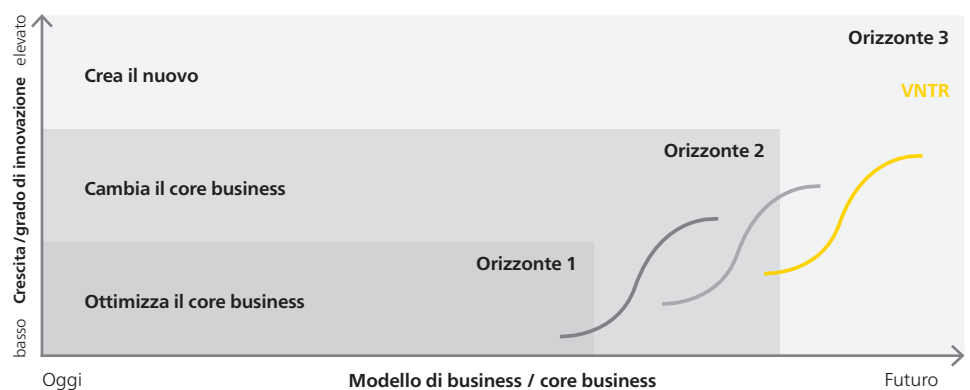 Orizzonte 3
Crea il nuovo
VNTR
Orizzonte 2
Cambia il core business
Orizzonte 1
Ottimizza il core business
basso Crescita/grado di innovazione elevato
Oggi Modello di business / core business Futuro